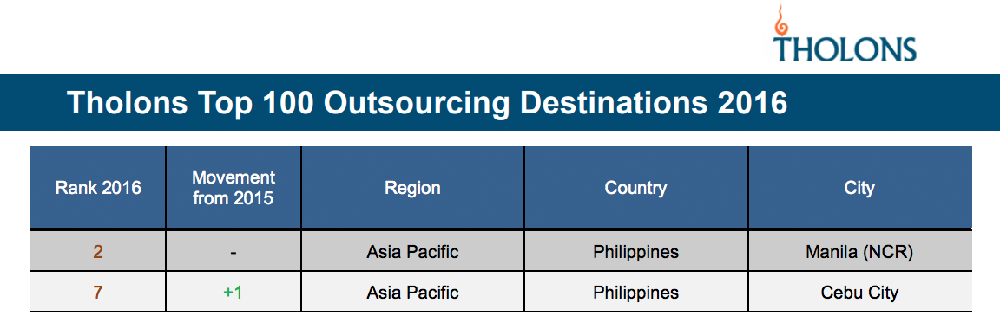 THOLONS
Tholons Top 100 Outsourcing Destinations 2016
Rank 2016 Movement from 2015 Region Country City
2 - Asia Pacific Philippines Manila (NCR)
7 +1 Asia Pacific Philippines Cebu City